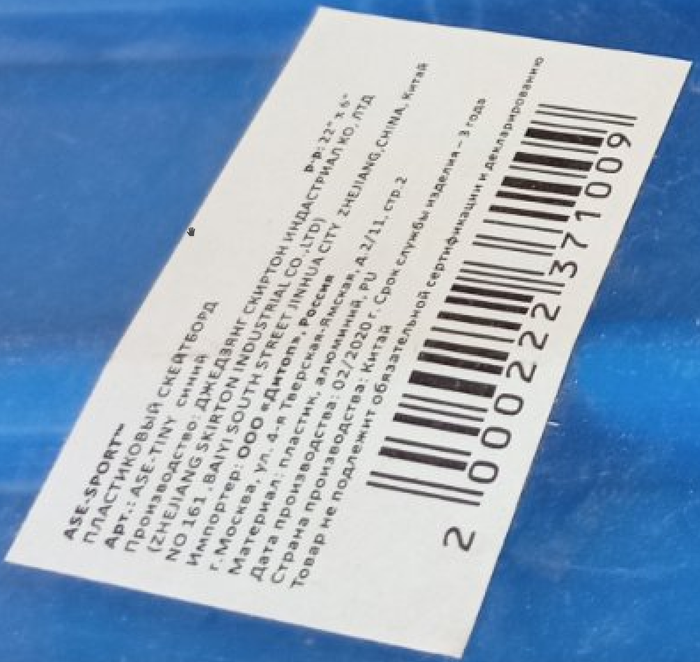 ASE-SPORT™
ПЛАСТИКОВЫЙ СКЕЙТБОРД
Арт.: ASE-TINY синий р-р: 22" х 6"
Производство: ДЖЕДЗЯНГ СКИРТОН ИНДАСТРИАЛ КО, ЛТД
(ZHEJIANG SKIRTON INDUSTRIAL CO.,LTD)
NO 161 ,BAIYI SOUTH STREET JINHUA CITY ZHEJIANG,CHINA, Китай
Импортер: ООО «Дитоп», Россия
г. Москва, ул. 4-я Тверская-Ямская, д.2/11, стр.2
Материал: пластик, алюминий, PU
Дата производства: 02/2020 г. Срок службы изделия – 3 года
Страна производства: Китай
Товар не подлежит обязательной сертификации и декларированию
2 000222 371009